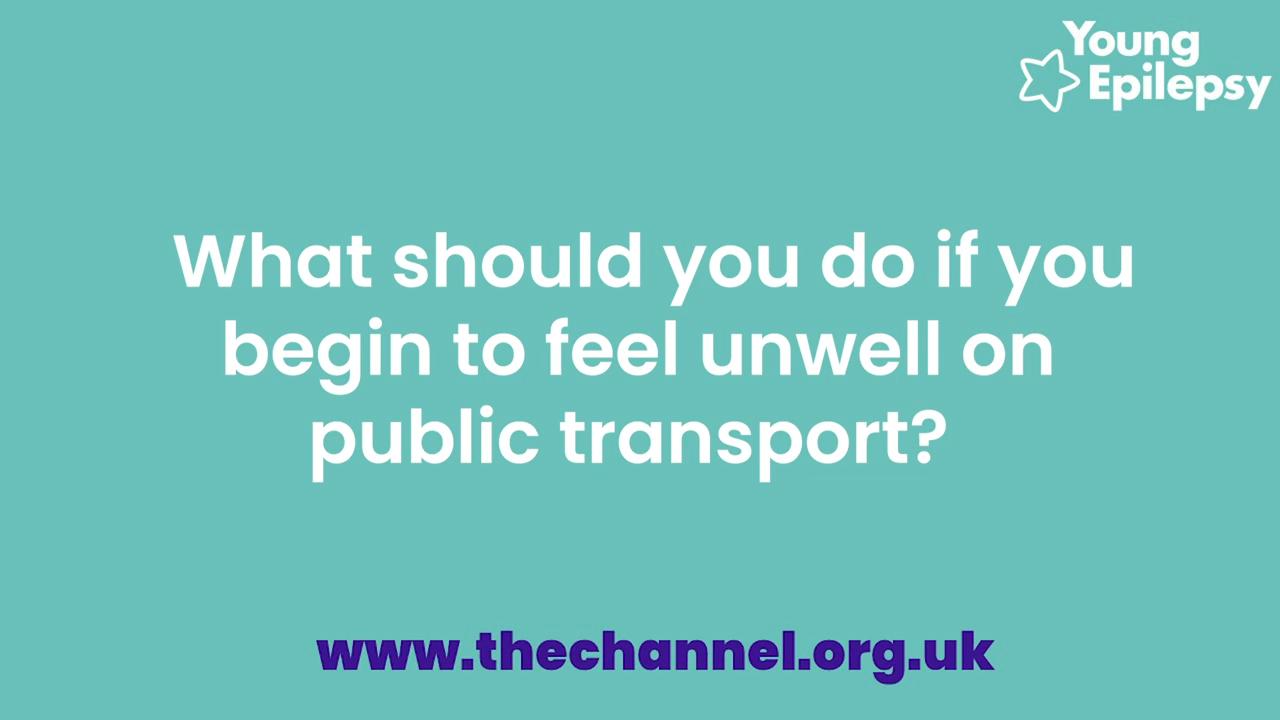 Young
Epilepsy
What should you do if you
begin to feel unwell on
public transport?
www.thechannel.org.uk